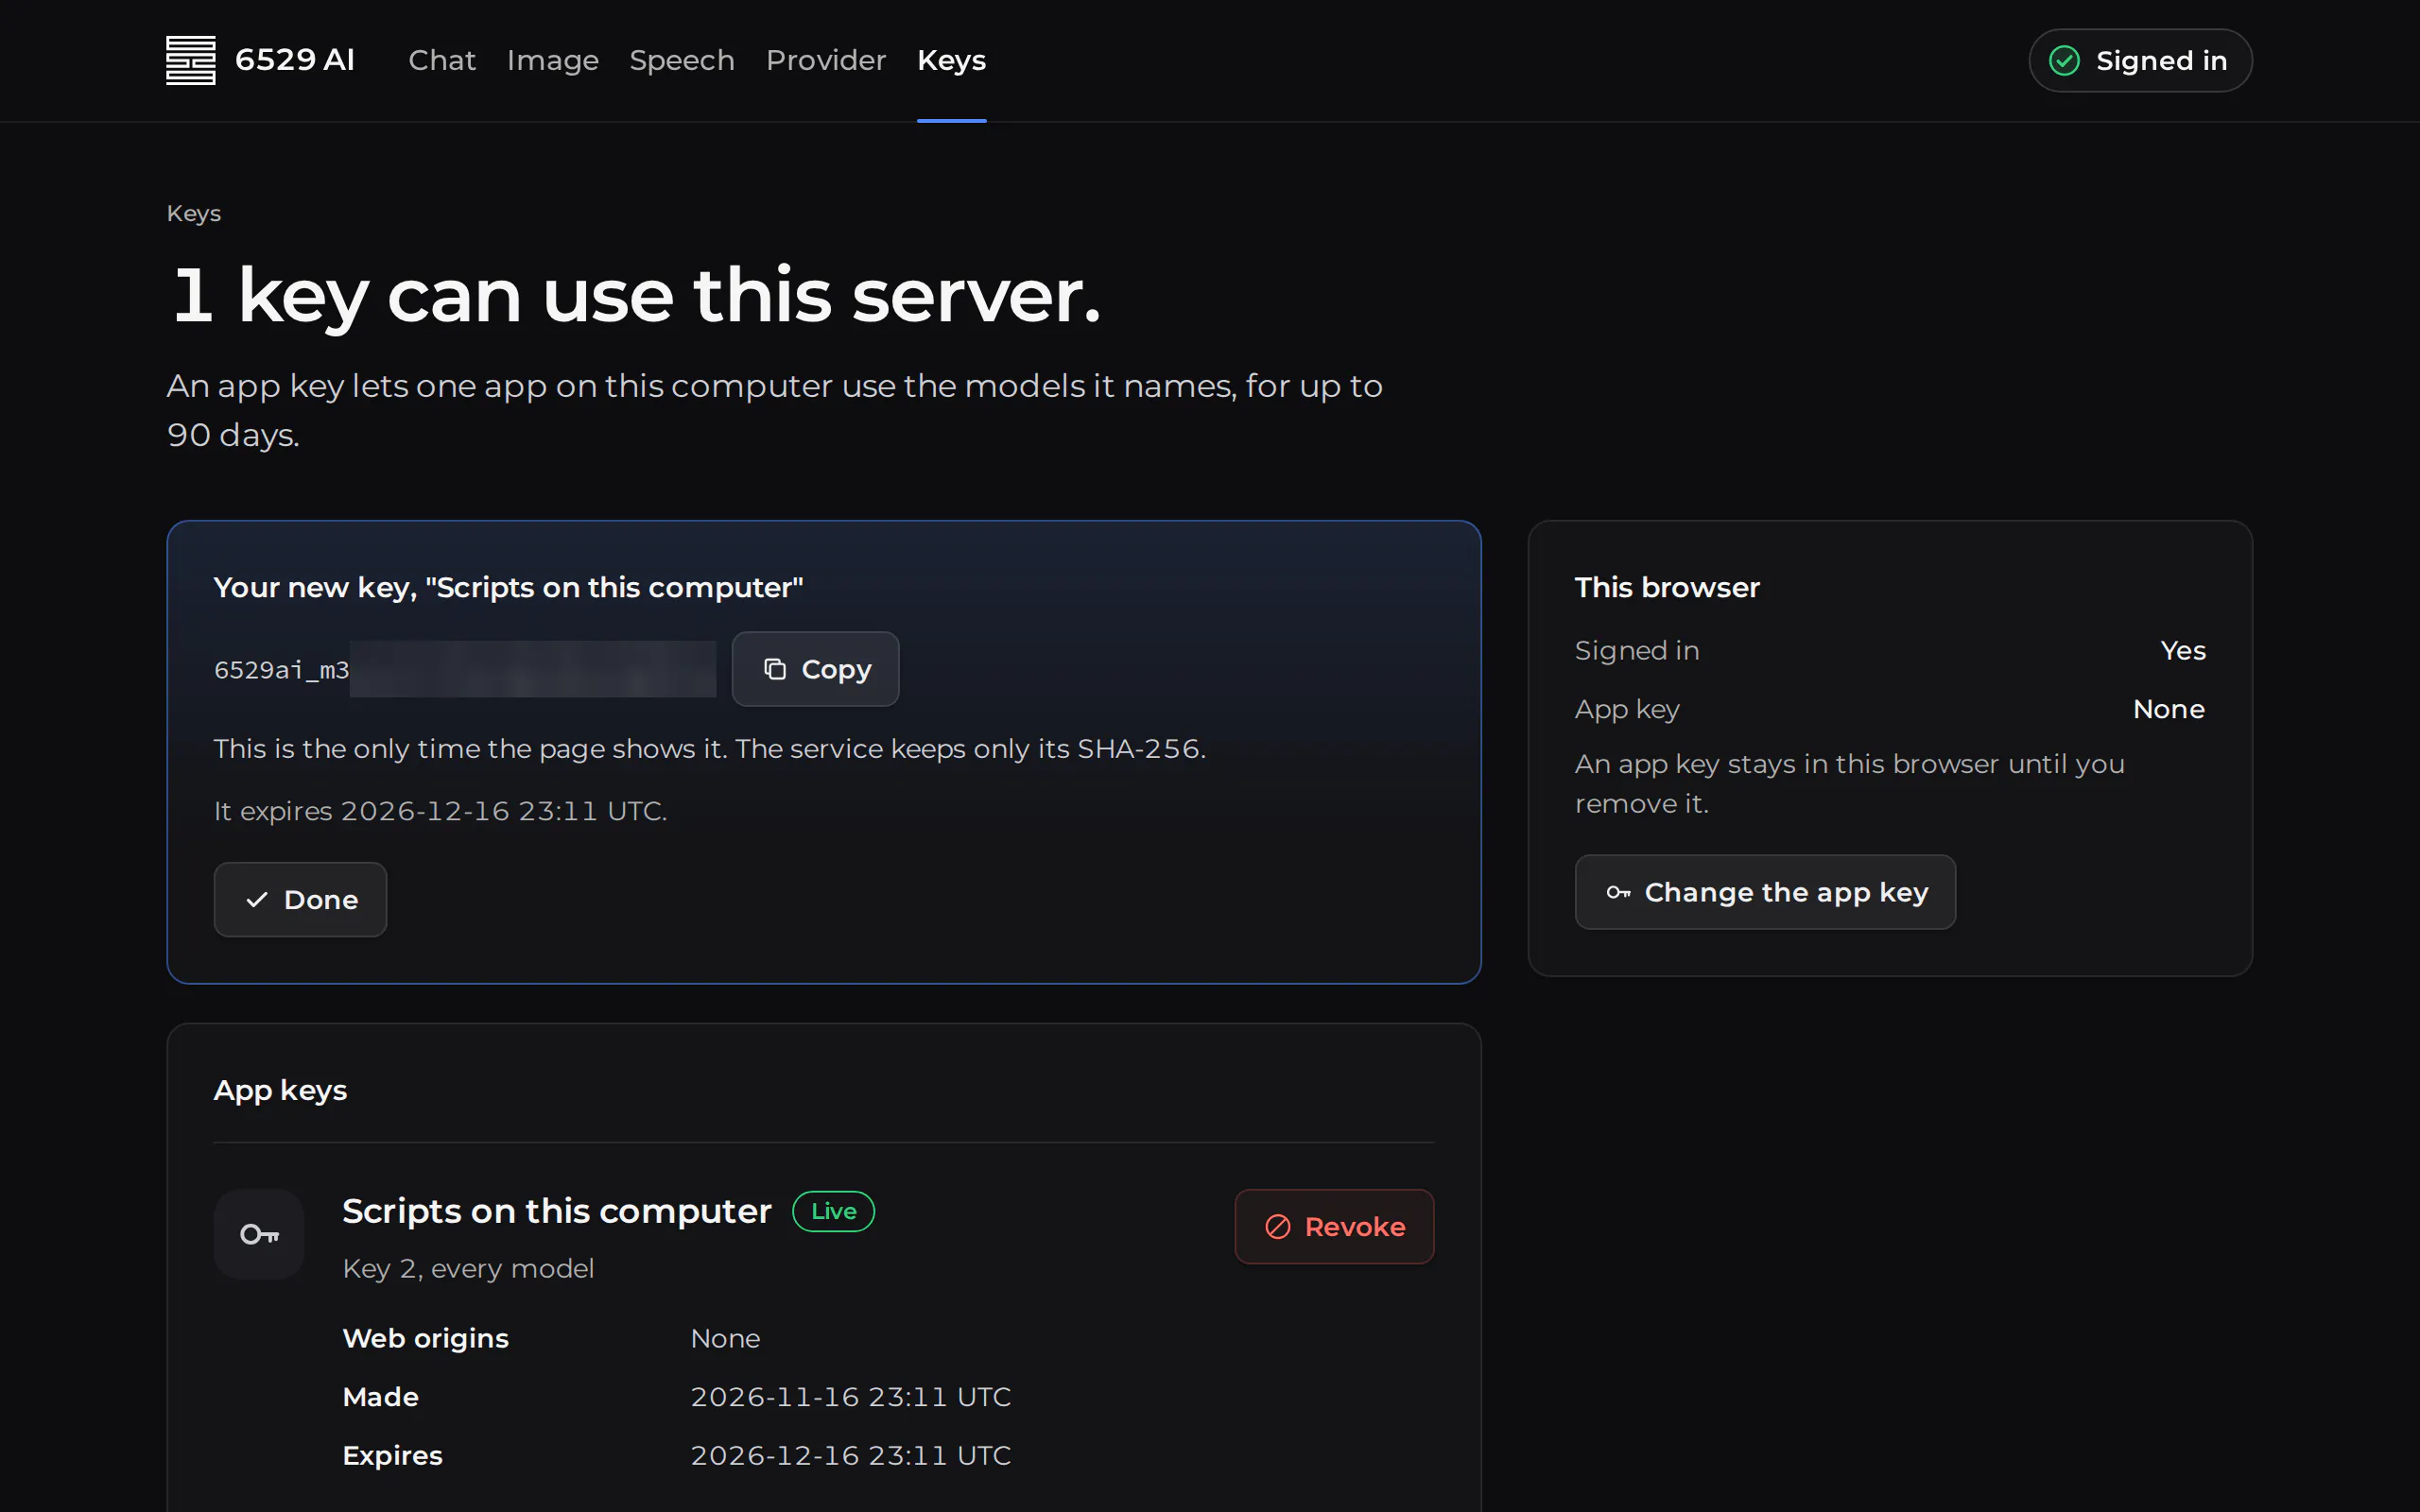 6529 AI
Chat
Image
Speech
Provider
Keys
Signed in
Keys
1 key can use this server.
An app key lets one app on this computer use the models it names, for up to
90 days.
Your new key, "Scripts on this computer"
6529ai_m3
Copy
This is the only time the page shows it. The service keeps only its SHA-256.
It expires 2026-12-16 23:11 UTC.
Done
This browser
Signed in Yes
App key None
An app key stays in this browser until you
remove it.
Change the app key
App keys
Scripts on this computer Live
Revoke
Key 2, every model
Web origins None
Made 2026-11-16 23:11 UTC
Expires 2026-12-16 23:11 UTC